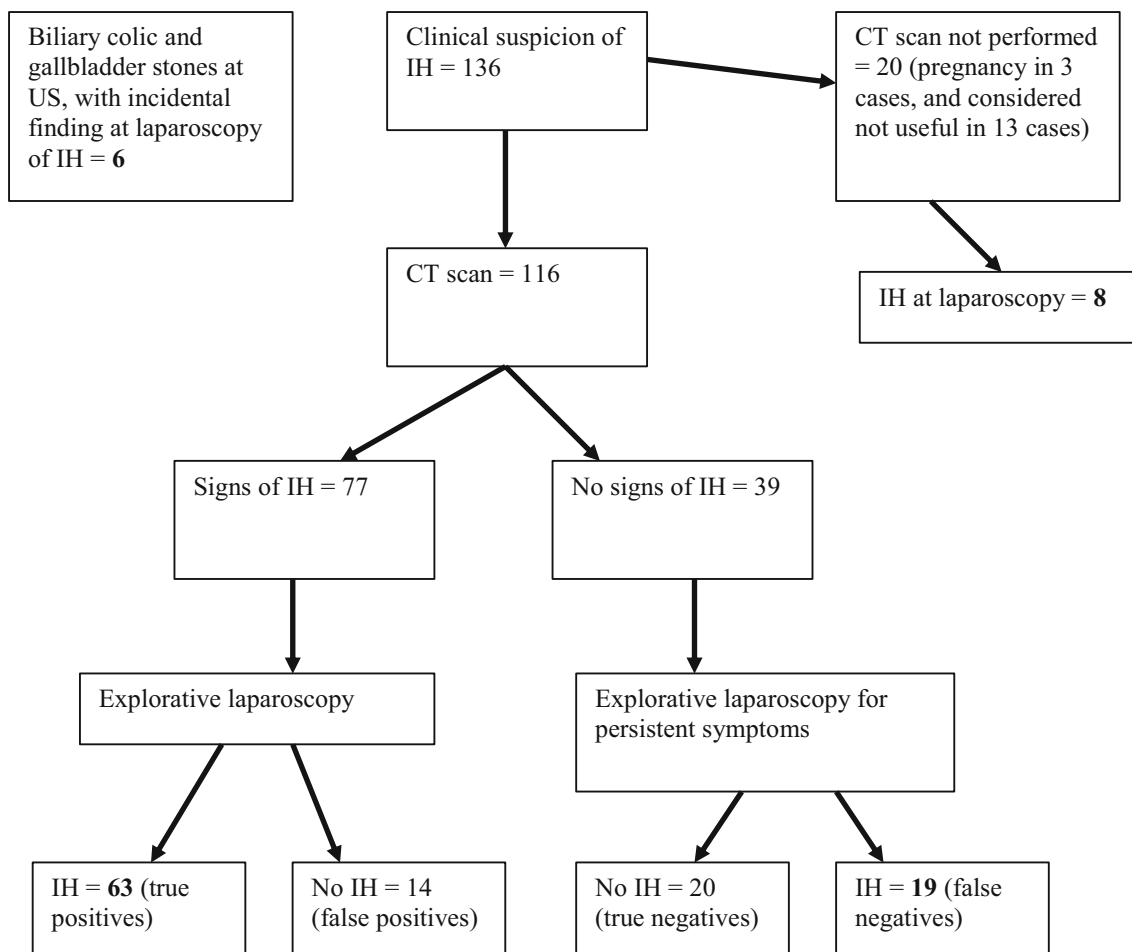 Biliary colic and
gallbladder stones at
US, with incidental
finding at laparoscopy
of IH = 6
Clinical suspicion of
IH = 136
CT scan not performed
= 20 (pregnancy in 3
cases, and considered
not useful in 13 cases)
CT scan = 116
IH at laparoscopy = 8
Signs of IH = 77
No signs of IH = 39
Explorative laparoscopy
Explorative laparoscopy for
persistent symptoms
IH = 63 (true
positives)
No IH = 14
(false positives)
No IH = 20
(true negatives)
IH = 19 (false
negatives)